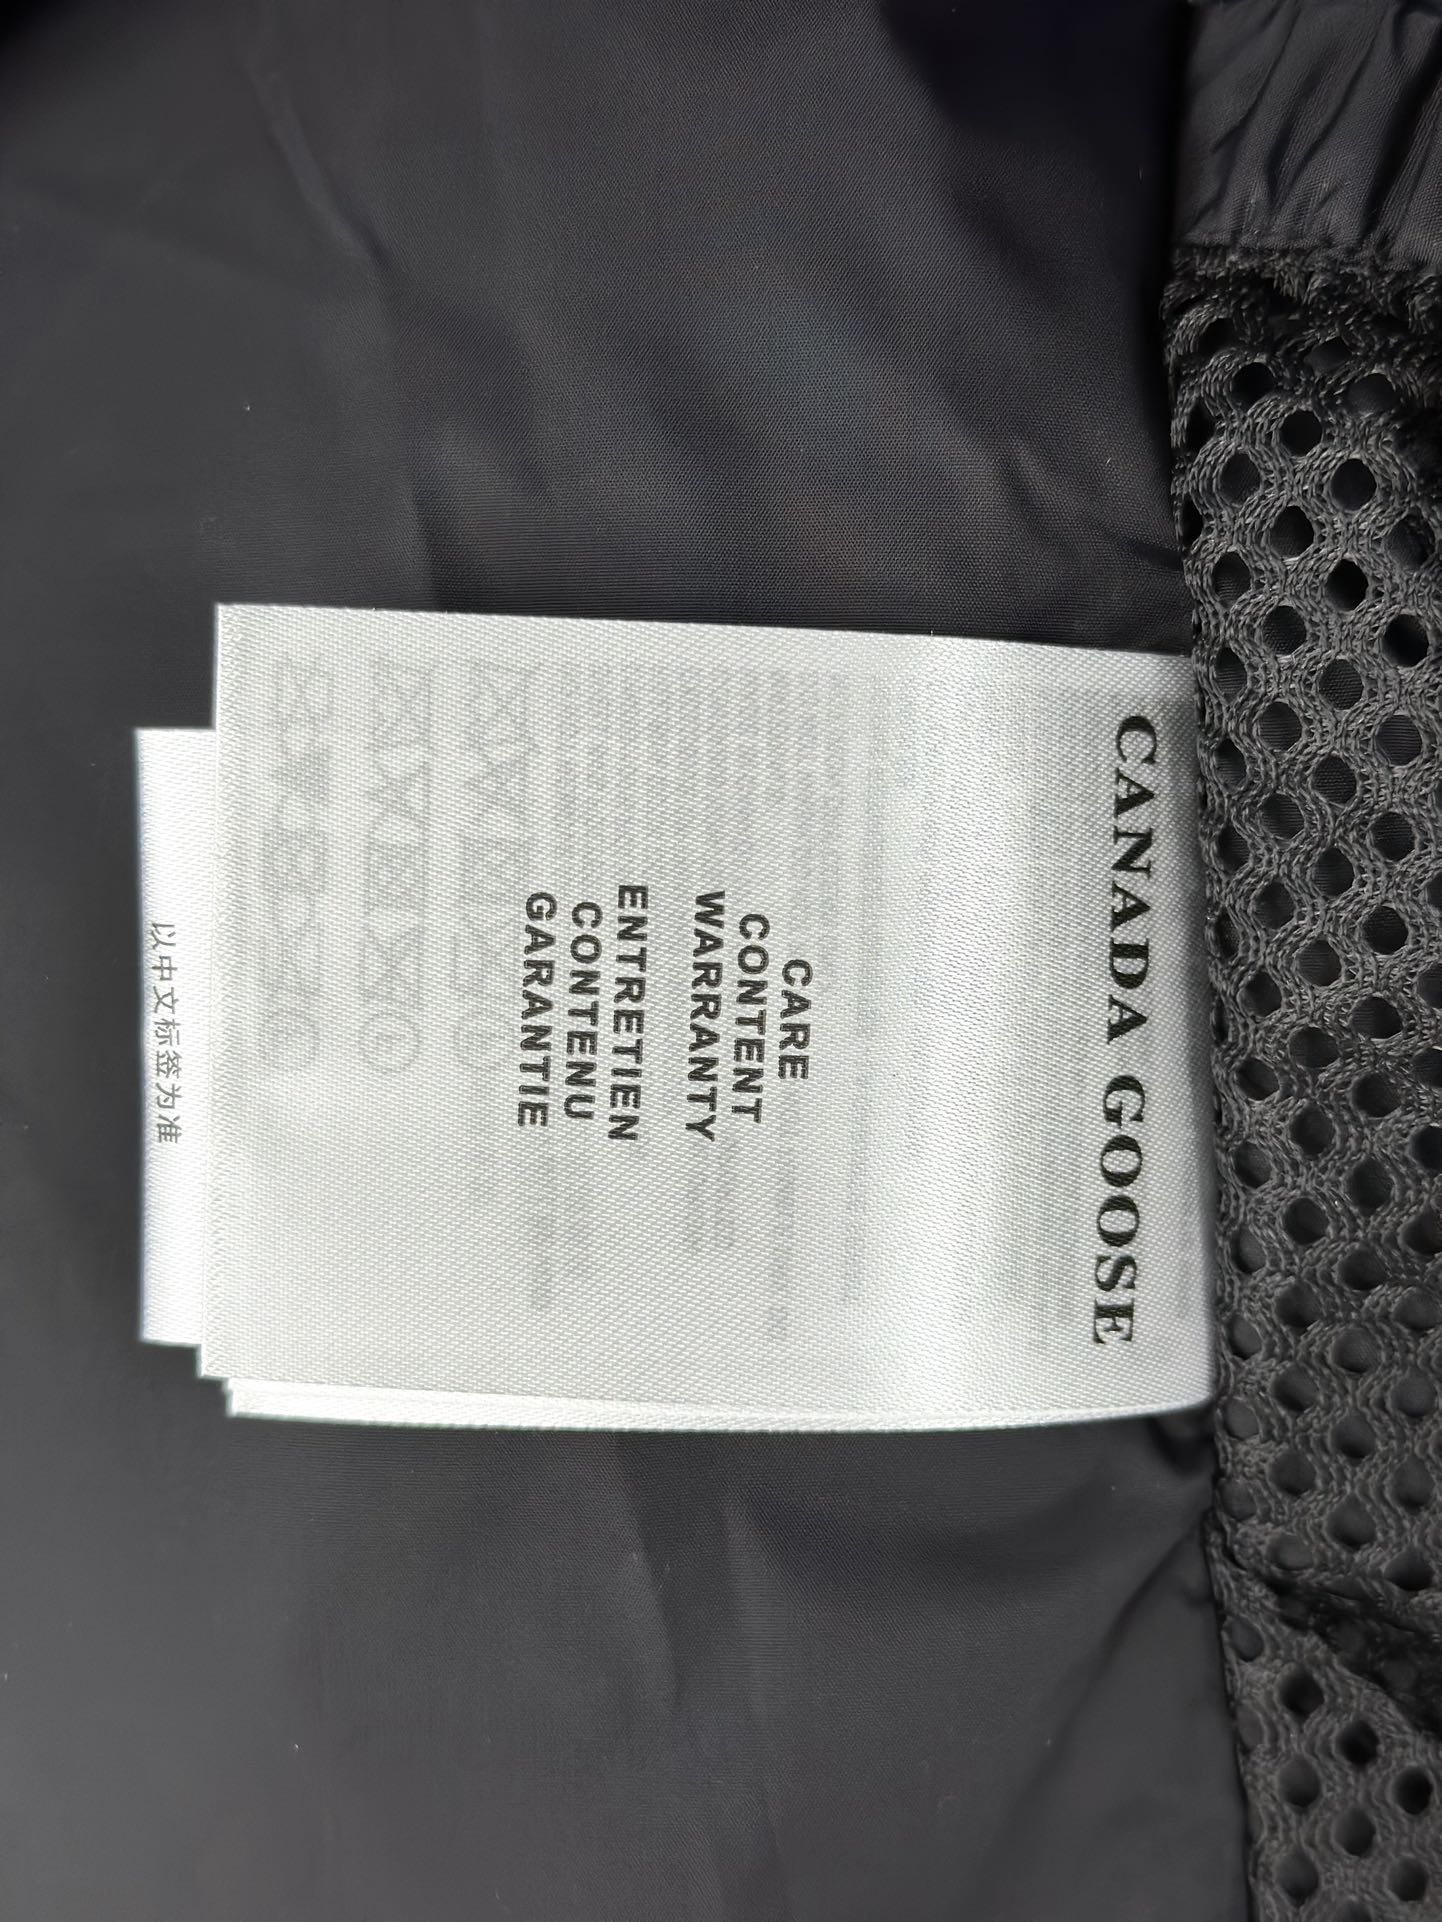 CANADA GOOSE
CARE
CONTENT
WARRANTY
ENTRETIEN
CONTENU
GARANTIE
以中文标签为准